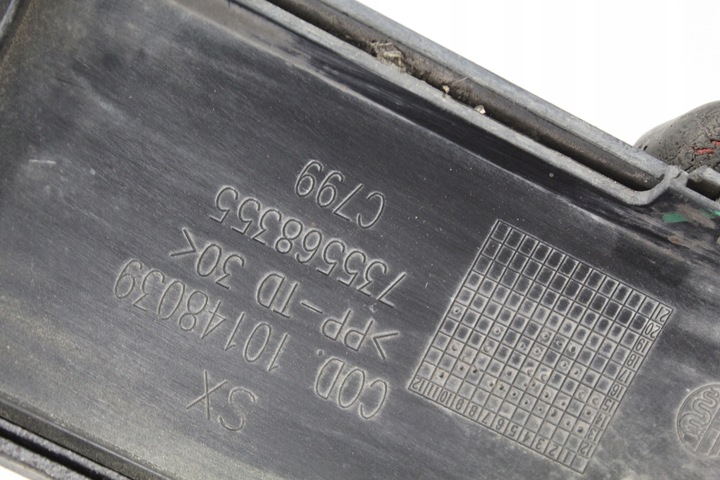 SX
COD. 10148039
>PP-TD 30<
735568355
C799